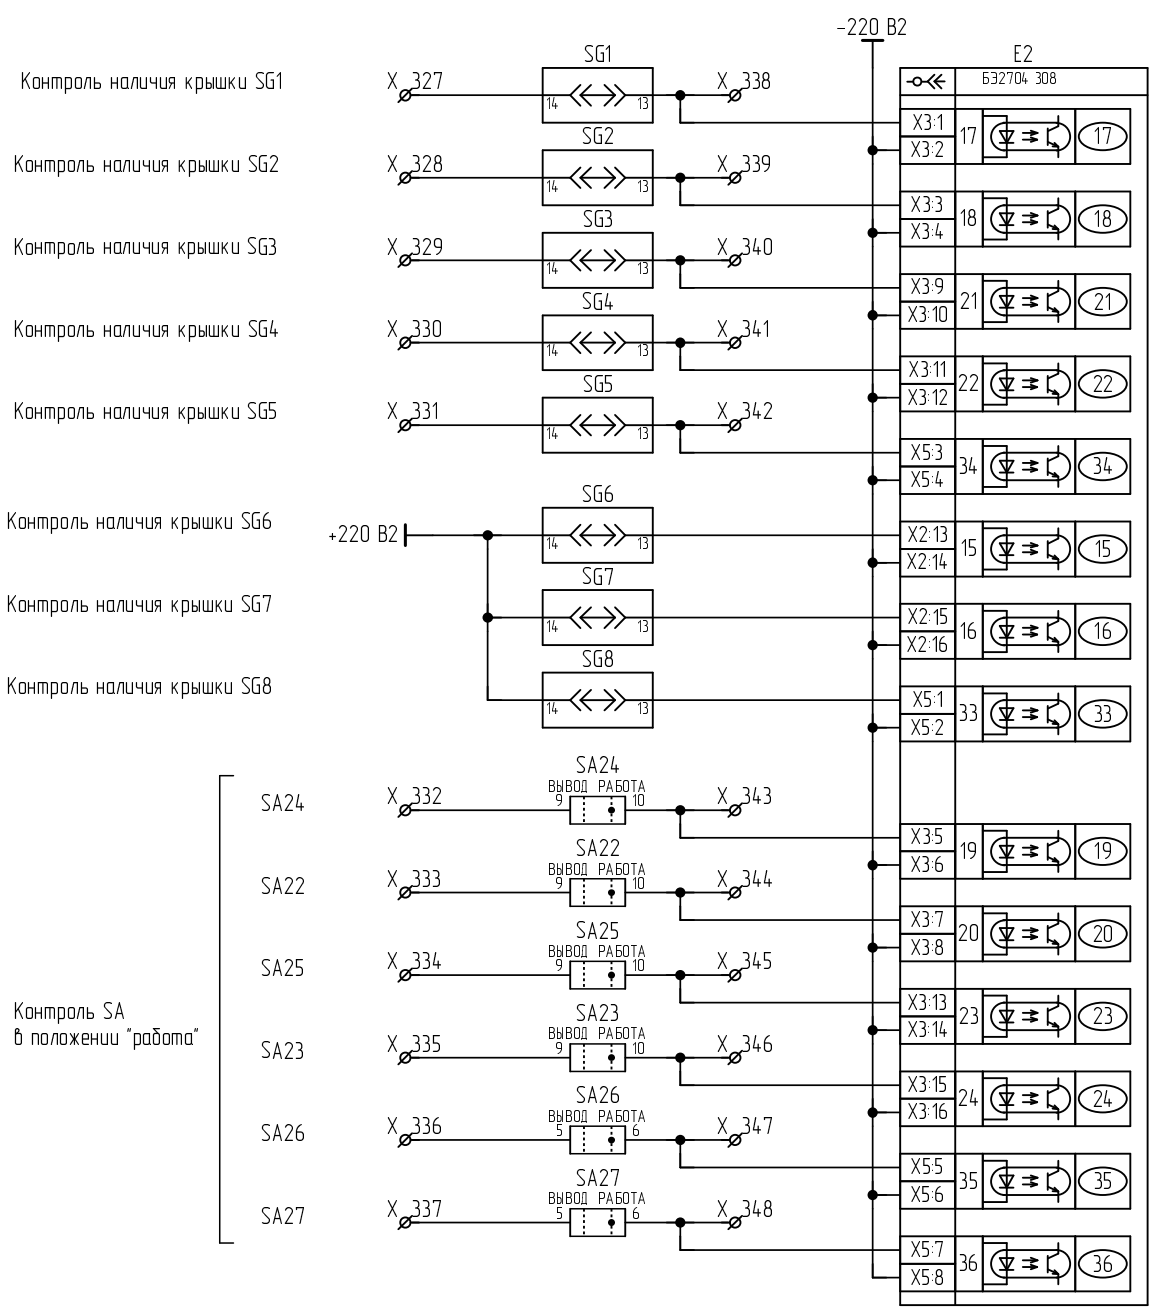 -220 В2
E2
БЭ2704 308
Контроль наличия крышки SG1
X 327
SG1
14 13
X 338
X3:1
X3:2
17
17
Контроль наличия крышки SG2
X 328
SG2
14 13
X 339
X3:3
X3:4
18
18
Контроль наличия крышки SG3
X 329
SG3
14 13
X 340
X3:9
X3:10
21
21
Контроль наличия крышки SG4
X 330
SG4
14 13
X 341
X3:11
X3:12
22
22
Контроль наличия крышки SG5
X 331
SG5
14 13
X 342
X5:3
X5:4
34
34
Контроль наличия крышки SG6
+220 В2
SG6
14 13
X2:13
X2:14
15
15
Контроль наличия крышки SG7
SG7
14 13
X2:15
X2:16
16
16
Контроль наличия крышки SG8
SG8
14 13
X5:1
X5:2
33
33
Контроль SA
в положении "работа"
SA24
X 332
SA24
ВЫВОД РАБОТА
9 10
X 343
X3:5
X3:6
19
19
SA22
X 333
SA22
ВЫВОД РАБОТА
9 10
X 344
X3:7
X3:8
20
20
SA25
X 334
SA25
ВЫВОД РАБОТА
9 10
X 345
X3:13
X3:14
23
23
SA23
X 335
SA23
ВЫВОД РАБОТА
9 10
X 346
X3:15
X3:16
24
24
SA26
X 336
SA26
ВЫВОД РАБОТА
5 6
X 347
X5:5
X5:6
35
35
SA27
X 337
SA27
ВЫВОД РАБОТА
5 6
X 348
X5:7
X5:8
36
36